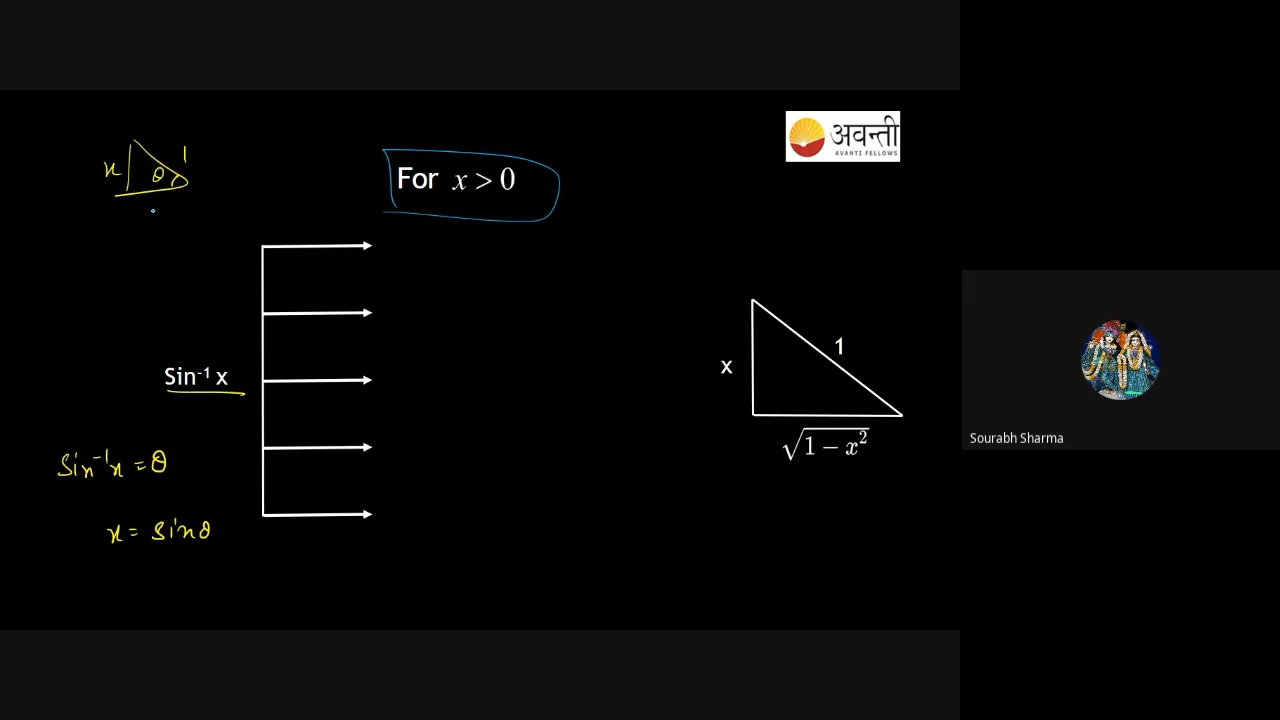 अवन्ती
AVANTI FELLOWS
x 1
θ
For x > 0
Sin⁻¹ x
x
1
√1 − x²
Sin⁻¹x = θ
x = Sinθ
Sourabh Sharma